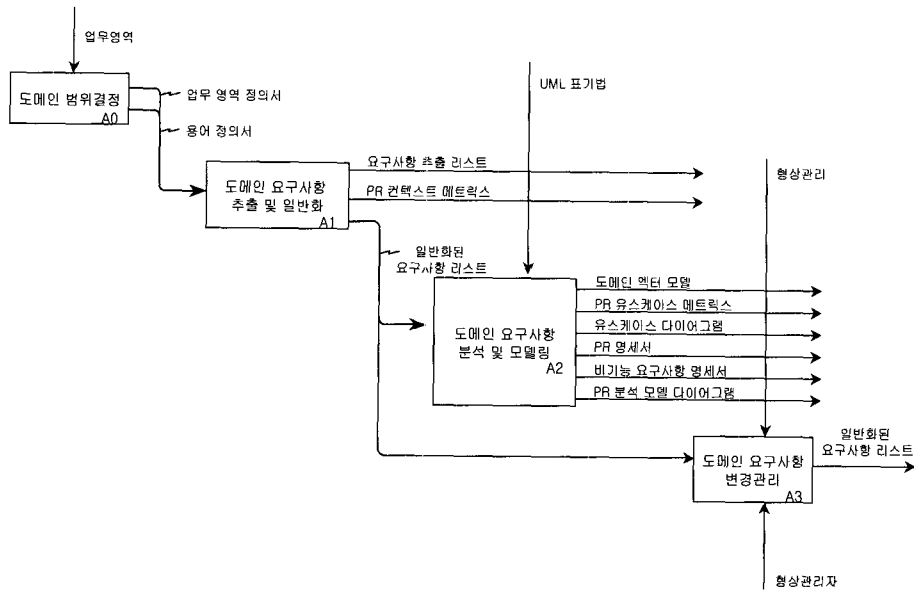 업무영역
도메인 범위결정
A0
업무 영역 정의서
용어 정의서
UML 표기법
도메인 요구사항
추출 및 일반화
A1
요구사항 추출 리스트
PR 컨텍스트 메트릭스
형상관리
일반화된
요구사항 리스트
도메인 요구사항
분석 및 모델링
A2
도메인 액터 모델
PR 유스케이스 메트릭스
유스케이스 다이어그램
PR 명세서
비기능 요구사항 명세서
PR 분석 모델 다이어그램
도메인 요구사항
변경관리
A3
일반화된
요구사항 리스트
형상관리자